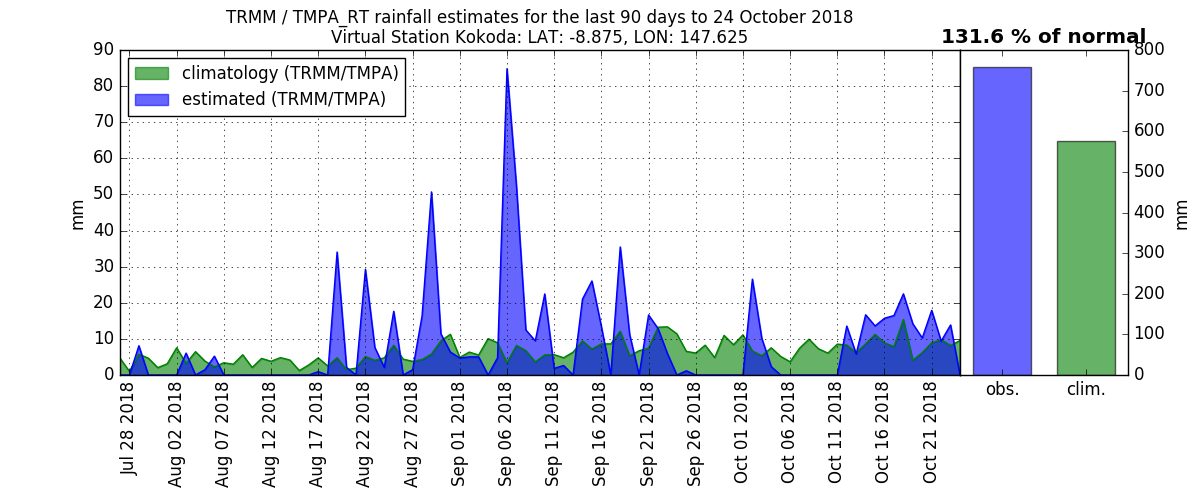 TRMM / TMPA_RT rainfall estimates for the last 90 days to 24 October 2018
Virtual Station Kokoda: LAT: -8.875, LON: 147.625
131.6 % of normal
climatology (TRMM/TMPA)
estimated (TRMM/TMPA)
90
80
70
60
50
40
30
20
10
0
mm
800
700
600
500
400
300
200
100
0
mm
Jul 28 2018
Aug 02 2018
Aug 07 2018
Aug 12 2018
Aug 17 2018
Aug 22 2018
Aug 28 2018
Sep 01 2018
Sep 06 2018
Sep 11 2018
Sep 16 2018
Sep 21 2018
Sep 26 2018
Oct 01 2018
Oct 06 2018
Oct 11 2018
Oct 16 2018
Oct 21 2018
obs.
clim.